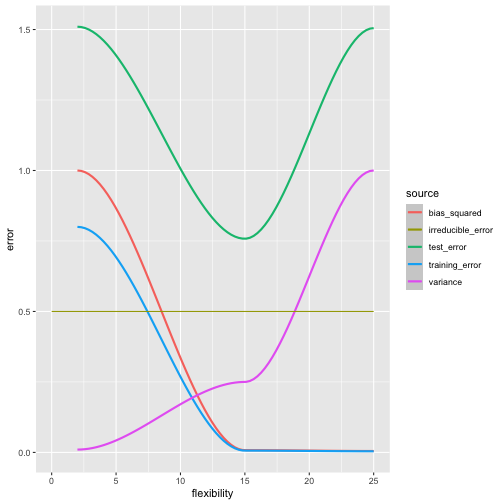 1.5
1.0
0.5
0.0
error
0
5
10
15
20
25
flexibility
source
bias_squared
irreducible_error
test_error
training_error
variance